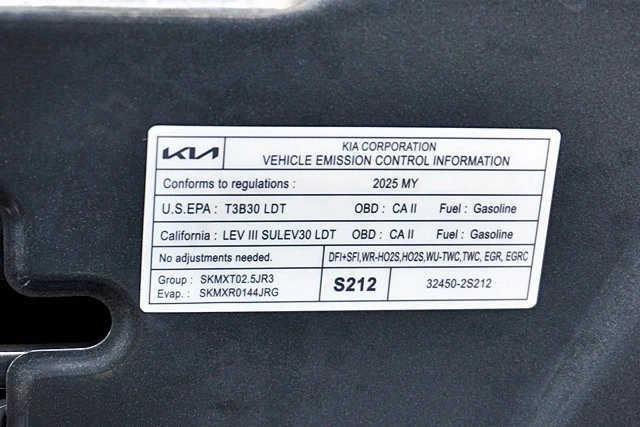 KIA
KIA CORPORATION
VEHICLE EMISSION CONTROL INFORMATION
Conforms to regulations : 2025 MY
U.S.EPA : T3B30 LDT OBD : CA II Fuel : Gasoline
California : LEV III SULEV30 LDT OBD : CA II Fuel : Gasoline
No adjustments needed. DFI+SFI,WR-HO2S,HO2S,WU-TWC,TWC, EGR, EGRC
Group : SKMXT02.5JR3
Evap. : SKMXR0144JRG
S212
32450-2S212